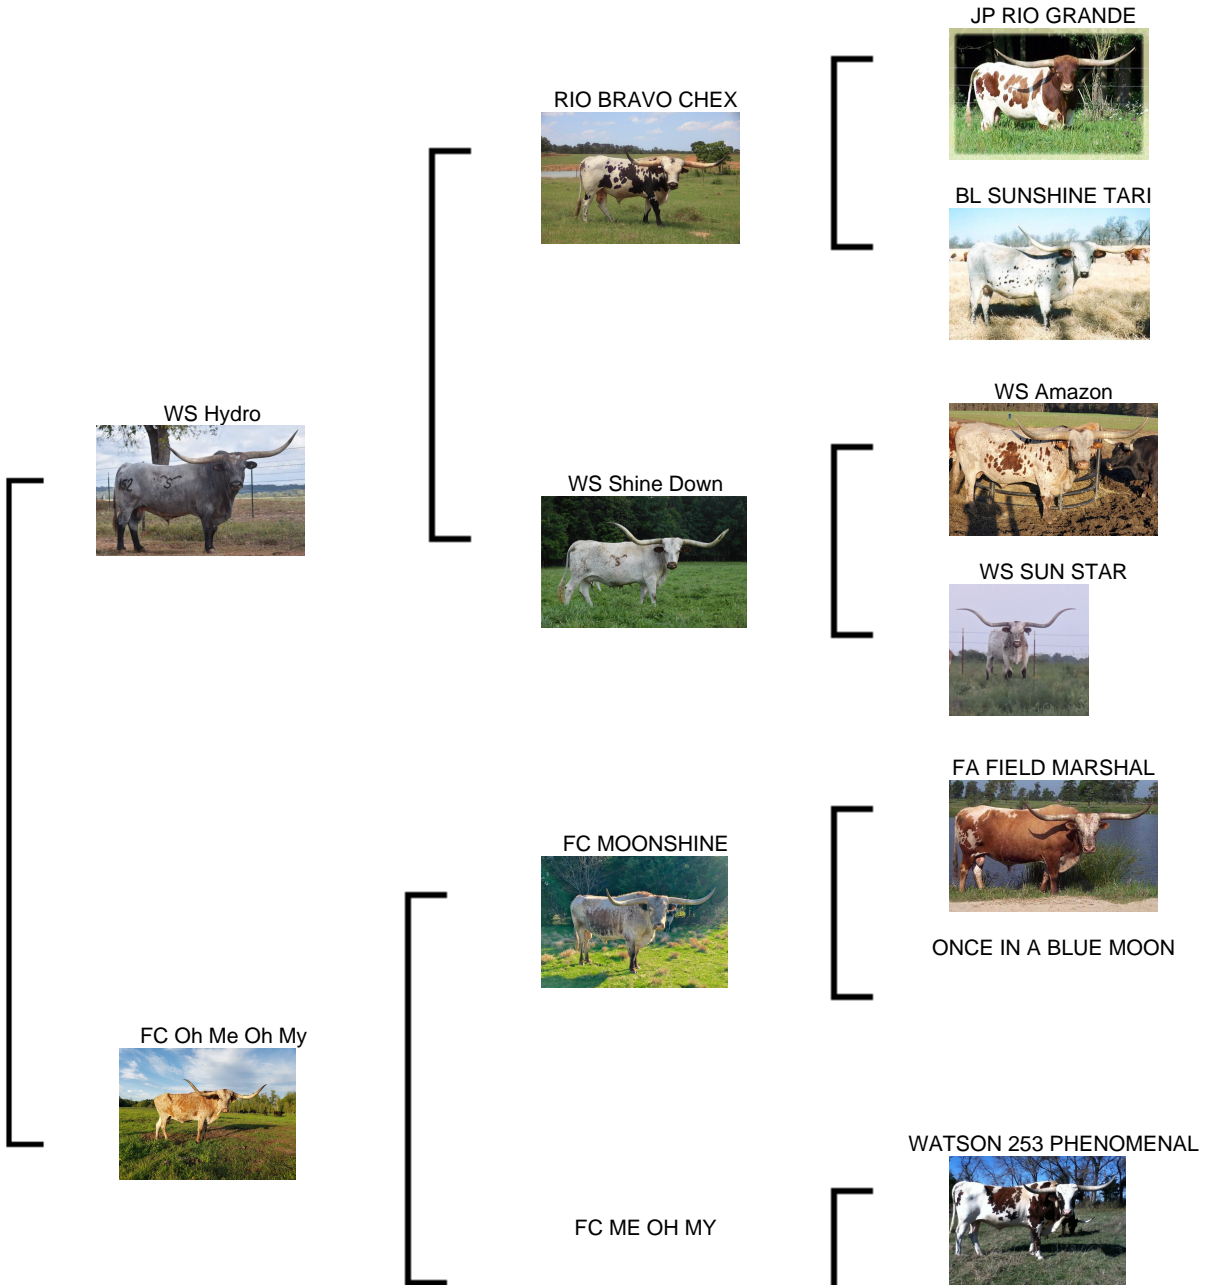 JP RIO GRANDE
RIO BRAVO CHEX
BL SUNSHINE TARI
WS Amazon
WS Hydro
WS Shine Down
WS SUN STAR
FA FIELD MARSHAL
FC MOONSHINE
ONCE IN A BLUE MOON
FC Oh Me Oh My
WATSON 253 PHENOMENAL
FC ME OH MY